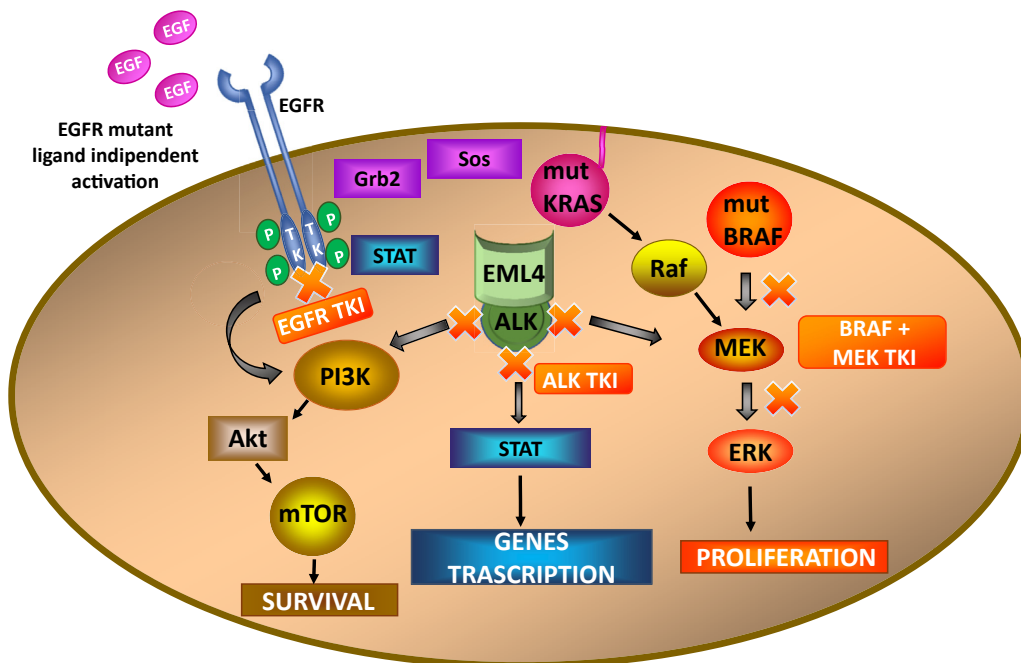 EGF
EGF
EGF
EGFR
EGFR mutant
ligand indipendent
activation
Sos
Grb2
mut
KRAS
mut
BRAF
P
P
P
P
T
K
T
K
STAT
EML4
Raf
EGFR TKI
ALK
BRAF +
MEK TKI
MEK
PI3K
ALK TKI
Akt
STAT
ERK
mTOR
GENES
TRASCRIPTION
PROLIFERATION
SURVIVAL